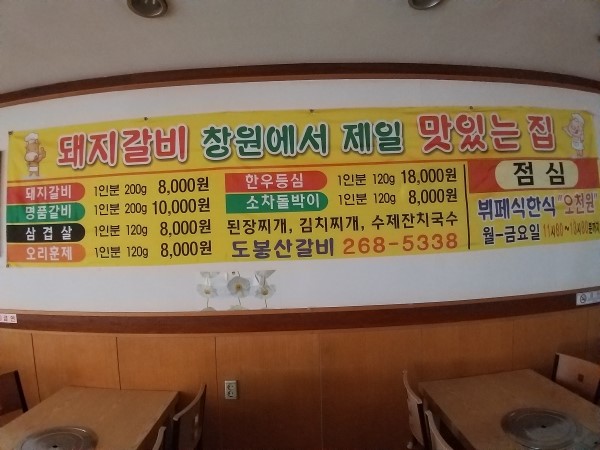 돼지갈비 창원에서 제일 맛있는 집
돼지갈비 1인분 200g 8,000원
명품갈비 1인분 200g 10,000원
삼겹살 1인분 120g 8,000원
오리훈제 1인분 120g 8,000원
한우등심 1인분 120g 18,000원
소차돌박이 1인분 120g 8,000원
된장찌개, 김치찌개, 수제잔치국수
도봉산갈비 268-5338
점심
뷔페식한식 "오천원"
월~금요일